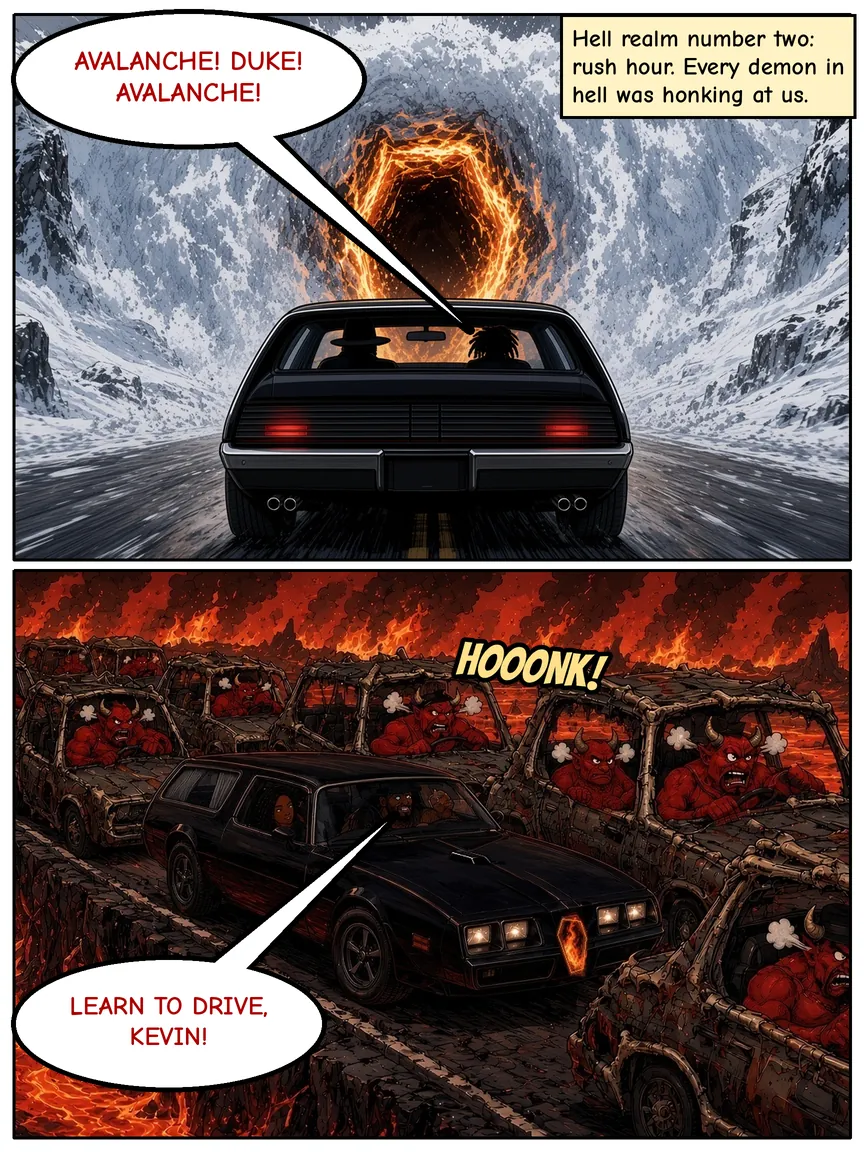 AVALANCHE! DUKE!
AVALANCHE!
Hell realm number two:
rush hour. Every demon in
hell was honking at us.
HOOONK!
LEARN TO DRIVE,
KEVIN!